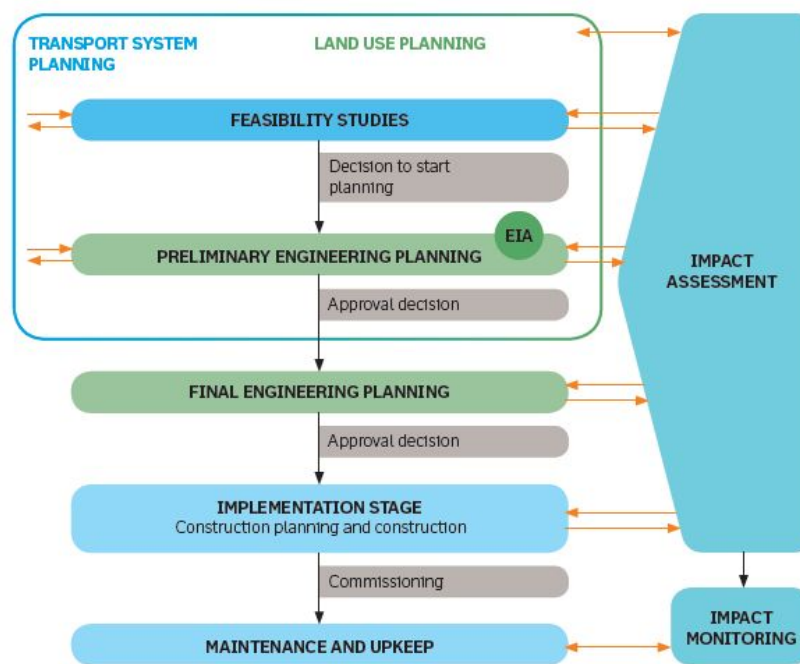 TRANSPORT SYSTEM
PLANNING
LAND USE PLANNING
FEASIBILITY STUDIES
Decision to start
planning
EIA
PRELIMINARY ENGINEERING PLANNING
Approval decision
IMPACT
ASSESSMENT
FINAL ENGINEERING PLANNING
Approval decision
IMPLEMENTATION STAGE
Construction planning and construction
Commissioning
MAINTENANCE AND UPKEEP
IMPACT
MONITORING